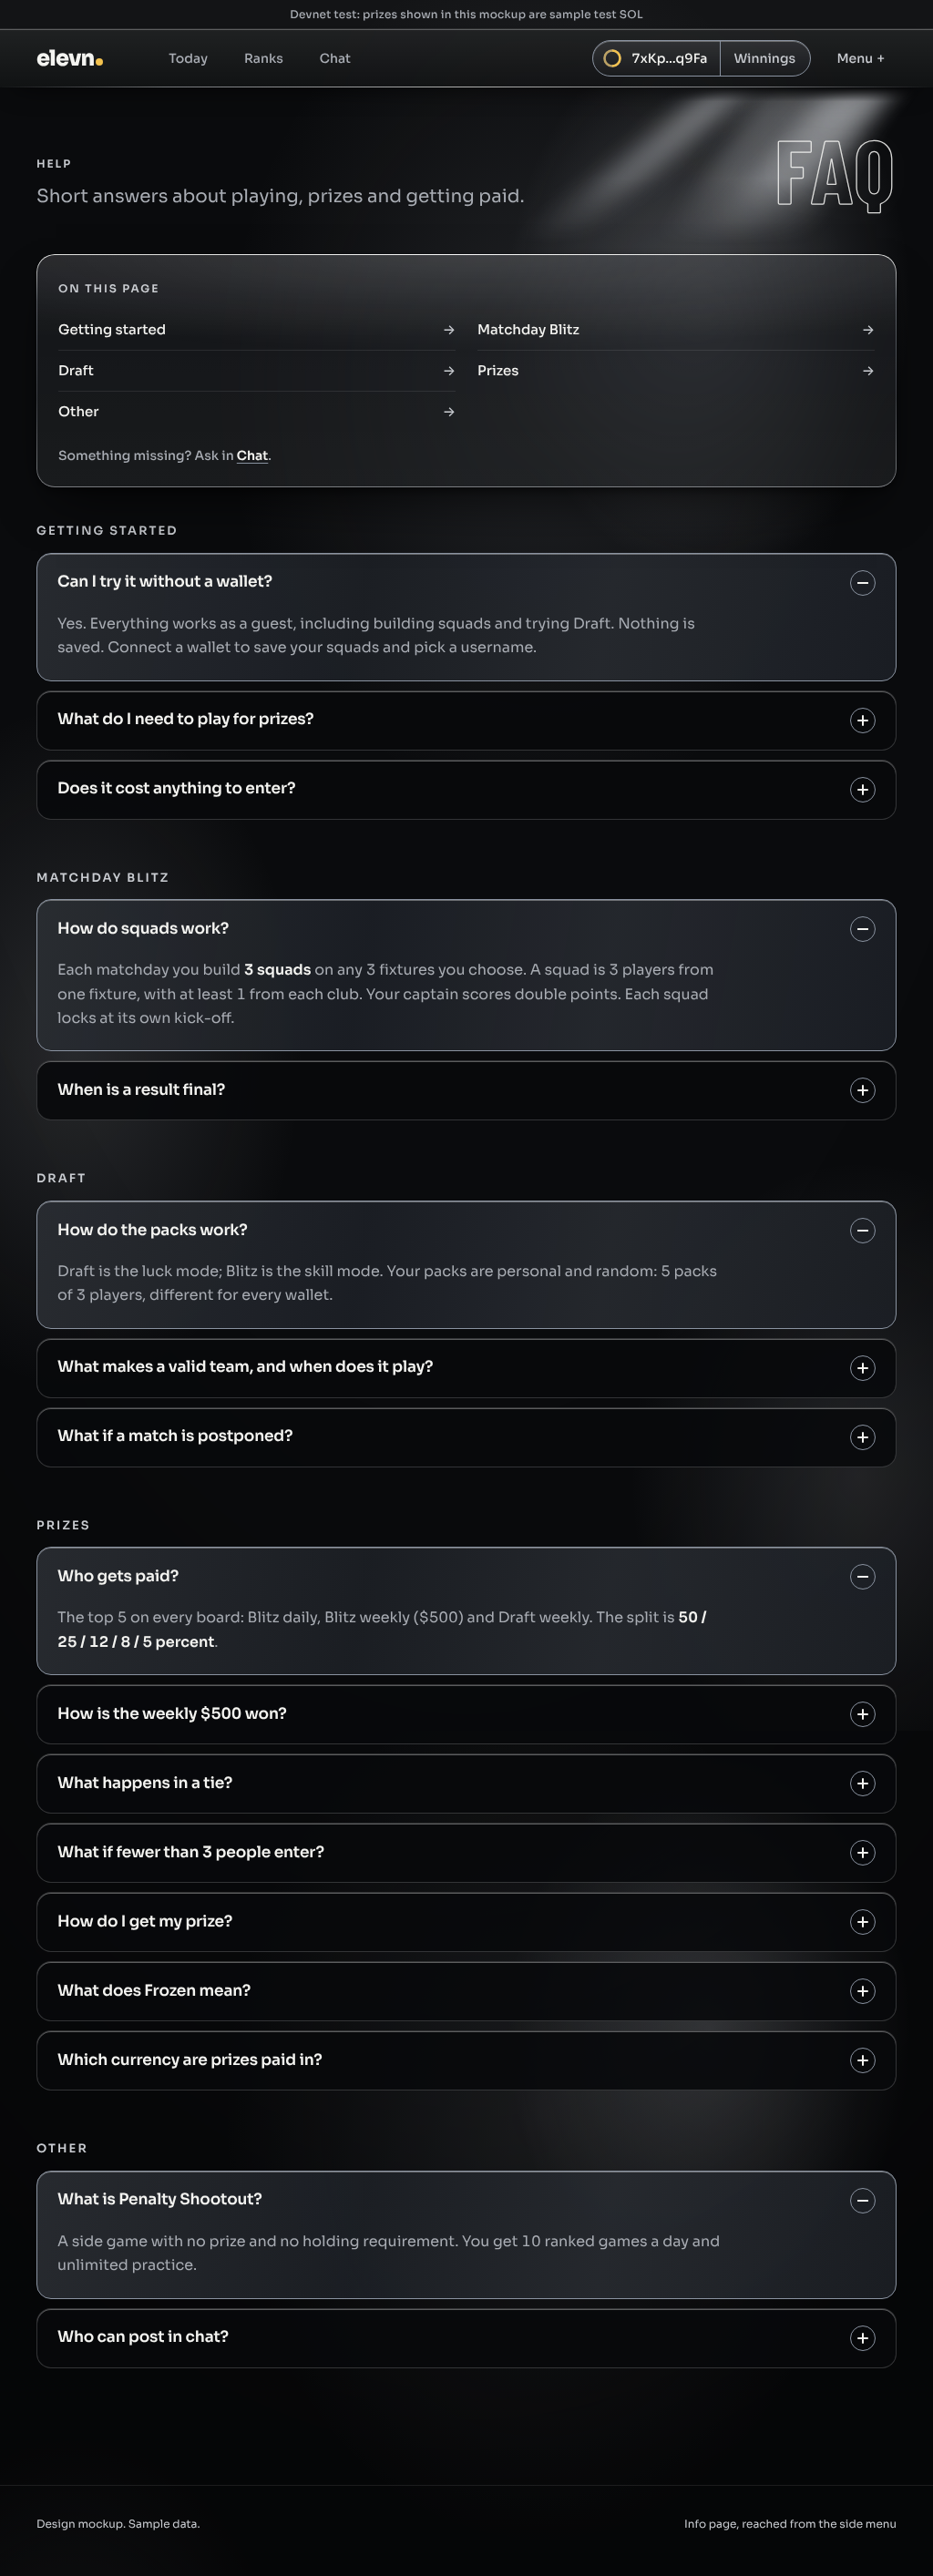 Devnet test: prizes shown in this mockup are sample test SOL
elevn.
Today
Ranks
Chat
7xKp...q9Fa
Winnings
Menu +
HELP
Short answers about playing, prizes and getting paid.
FAQ
ON THIS PAGE
Getting started →
Matchday Blitz →
Draft →
Prizes →
Other →
Something missing? Ask in Chat.
GETTING STARTED
Can I try it without a wallet?
Yes. Everything works as a guest, including building squads and trying Draft. Nothing is
saved. Connect a wallet to save your squads and pick a username.
What do I need to play for prizes?
Does it cost anything to enter?
MATCHDAY BLITZ
How do squads work?
Each matchday you build 3 squads on any 3 fixtures you choose. A squad is 3 players from
one fixture, with at least 1 from each club. Your captain scores double points. Each squad
locks at its own kick-off.
When is a result final?
DRAFT
How do the packs work?
Draft is the luck mode; Blitz is the skill mode. Your packs are personal and random: 5 packs
of 3 players, different for every wallet.
What makes a valid team, and when does it play?
What if a match is postponed?
PRIZES
Who gets paid?
The top 5 on every board: Blitz daily, Blitz weekly ($500) and Draft weekly. The split is 50 /
25 / 12 / 8 / 5 percent.
How is the weekly $500 won?
What happens in a tie?
What if fewer than 3 people enter?
How do I get my prize?
What does Frozen mean?
Which currency are prizes paid in?
OTHER
What is Penalty Shootout?
A side game with no prize and no holding requirement. You get 10 ranked games a day and
unlimited practice.
Who can post in chat?
Design mockup. Sample data.
Info page, reached from the side menu